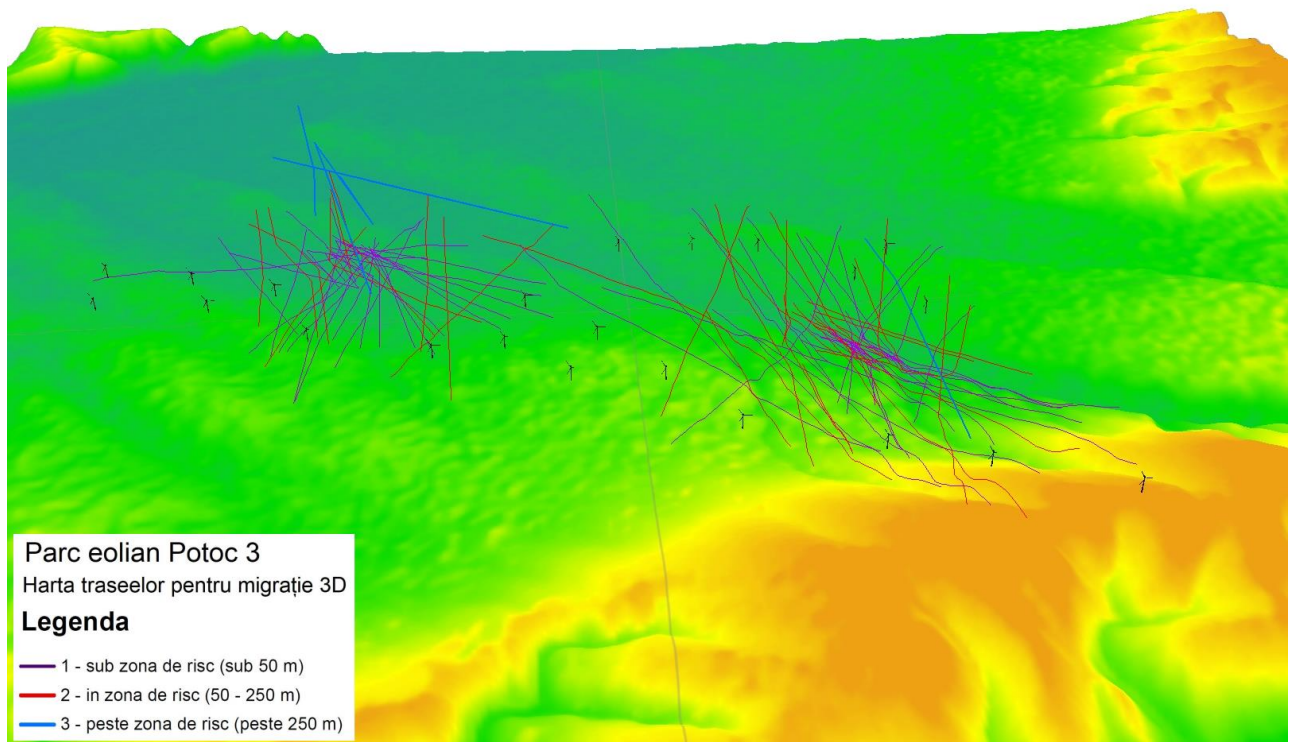 Parc eolian Potoc 3
Harta traseelor pentru migrație 3D
Legenda
1 - sub zona de risc (sub 50 m)
2 - in zona de risc (50 - 250 m)
3 - peste zona de risc (peste 250 m)